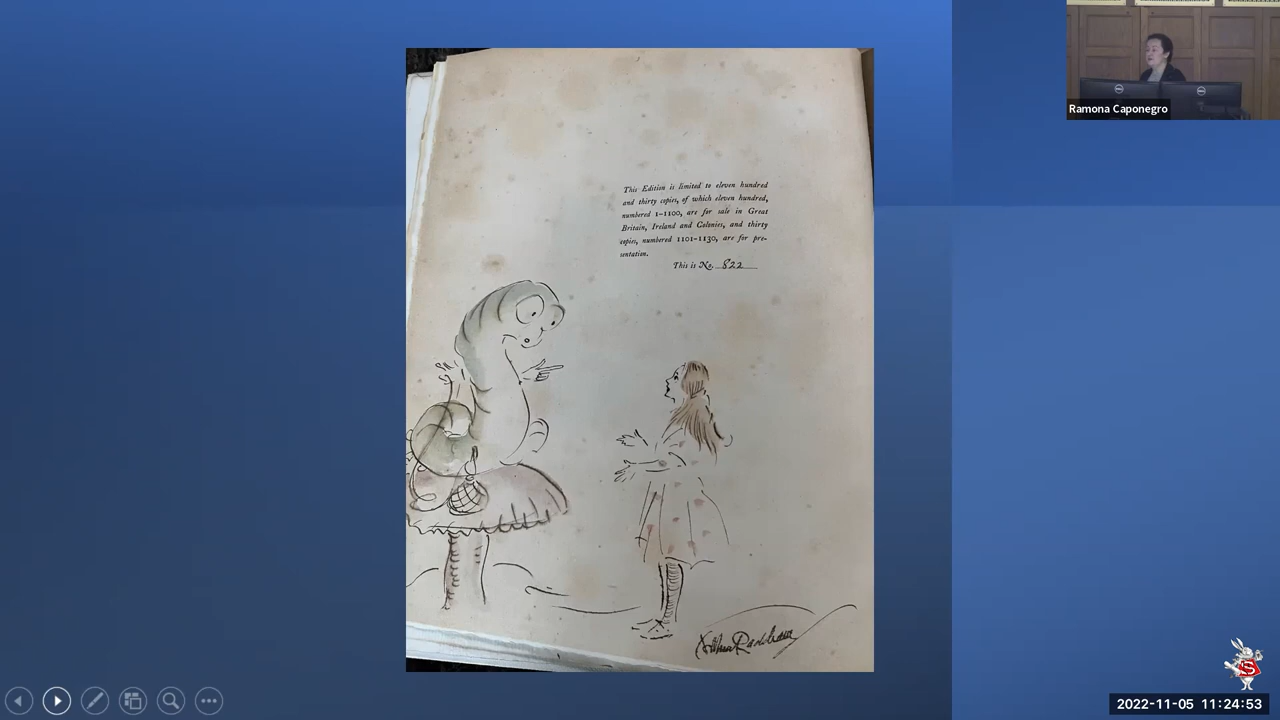 Ramona Caponegro
This Edition is limited to eleven hundred
and thirty copies, of which eleven hundred,
numbered 1-1100, are for sale in Great
Britain, Ireland and Colonies, and thirty
copies, numbered 1101-1130, are for pre-
sentation.
This is No. 822
Arthur Rackham
S
2022-11-05 11:24:53